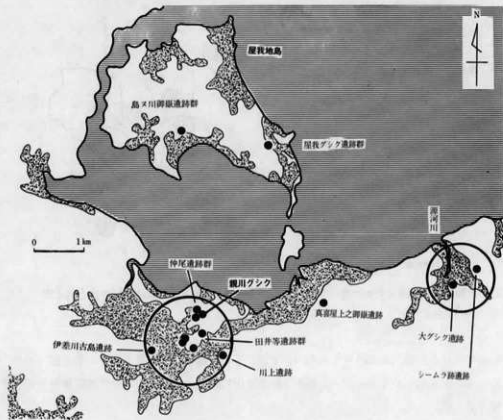 N
屋我地島
島ヌ川御嶽遺跡群
屋我グシク遺跡群
源河川
0 1km
仲尾遺跡群
親川グシク
真喜屋上之御嶽遺跡
大グシク遺跡
伊差川古島遺跡
田井等遺跡群
川上遺跡
シームラ跡遺跡